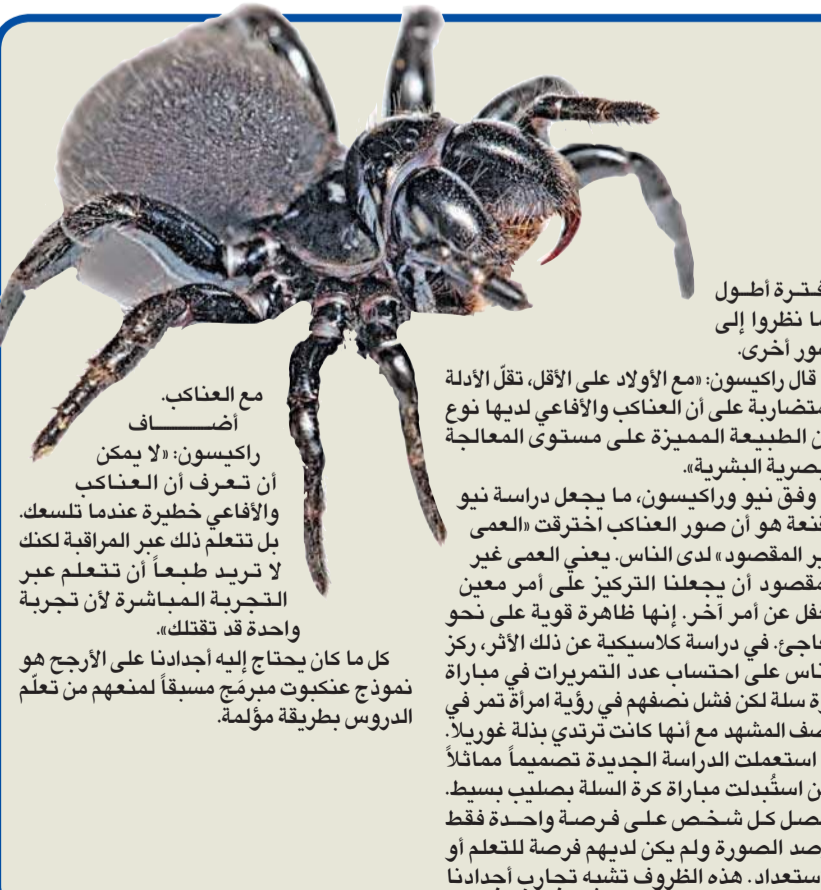 فترة أطول
ما نظروا إلى
ور أخرى.
قال راكيسون: «مع الأولاد على الأقل، تقلّ الأدلة
متضاربة على أن العناكب والأفاعي لديها نوع
ن الطبيعة المميزة على مستوى المعالجة
بصرية البشرية».
وفق نيو وراكيسون، ما يجعل دراسة نيو
قنعة هو أن صور العناكب اخترقت «العمى
ير المقصود» لدى الناس. يعني العمى غير
مقصود أن يجعلنا التركيز على أمر معين
غفل عن أمر آخر. إنها ظاهرة قوية على نحو
فاجئ. في دراسة كلاسيكية عن ذلك الأثر، ركز
ناس على احتساب عدد التمريرات في مباراة
رة سلة لكن فشل نصفهم في رؤية امرأة تمر في
صف المشهد مع أنها كانت ترتدي بذلة غوريلا.
استعملت الدراسة الجديدة تصميماً مماثلاً
ن استُبدلت مباراة كرة السلة بصليب بسيط.
صل كل شخص على فرصة واحدة فقط
صد الصورة ولم يكن لديهم فرصة للتعلم أو
ستعداد. هذه الظروف تشبه تجارب أجدادنا
مع العناكب.
أضاف
راكيسون: «لا يمكن
أن تعرف أن العناكب
والأفاعي خطيرة عندما تلسعك.
بل تتعلم ذلك عبر المراقبة لكنك
لا تريد طبعاً أن تتعلم عبر
التجربة المباشرة لأن تجربة
واحدة قد تقتلك».
كل ما كان يحتاج إليه أجدادنا على الأرجح هو
نموذج عنكبوت مبرمَج مسبقاً لمنعهم من تعلّم
الدروس بطريقة مؤلمة.